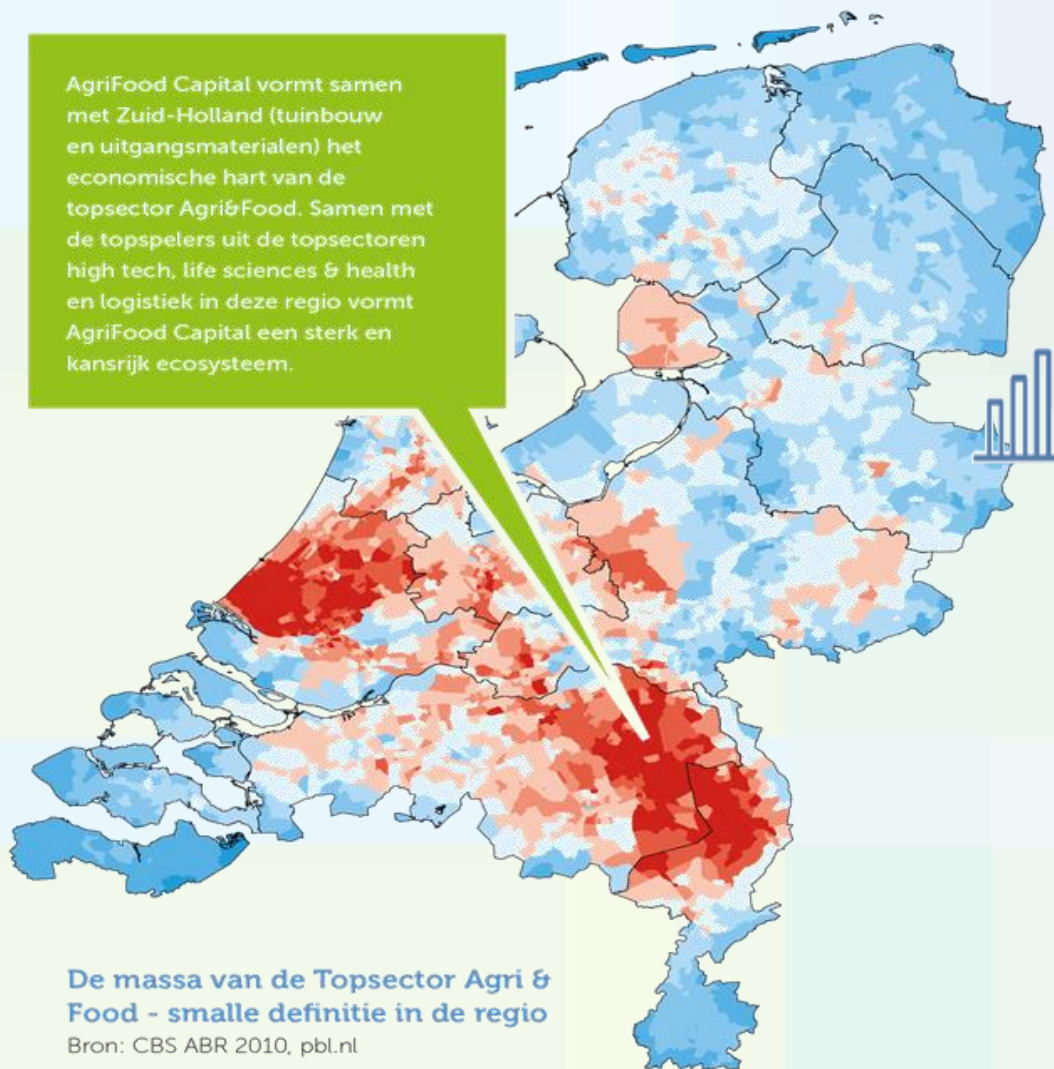 AgriFood Capital vormt samen
met Zuid-Holland (tuinbouw
en uitgangsmaterialen) het
economische hart van de
topsector Agri&Food. Samen met
de topspelers uit de topsectoren
high tech, life sciences & health
en logistiek in deze regio vormt
AgriFood Capital een sterk en
kansrijk ecosysteem.
De massa van de Topsector Agri &
Food - smalle definitie in de regio
Bron: CBS ABR 2010, pbl.nl